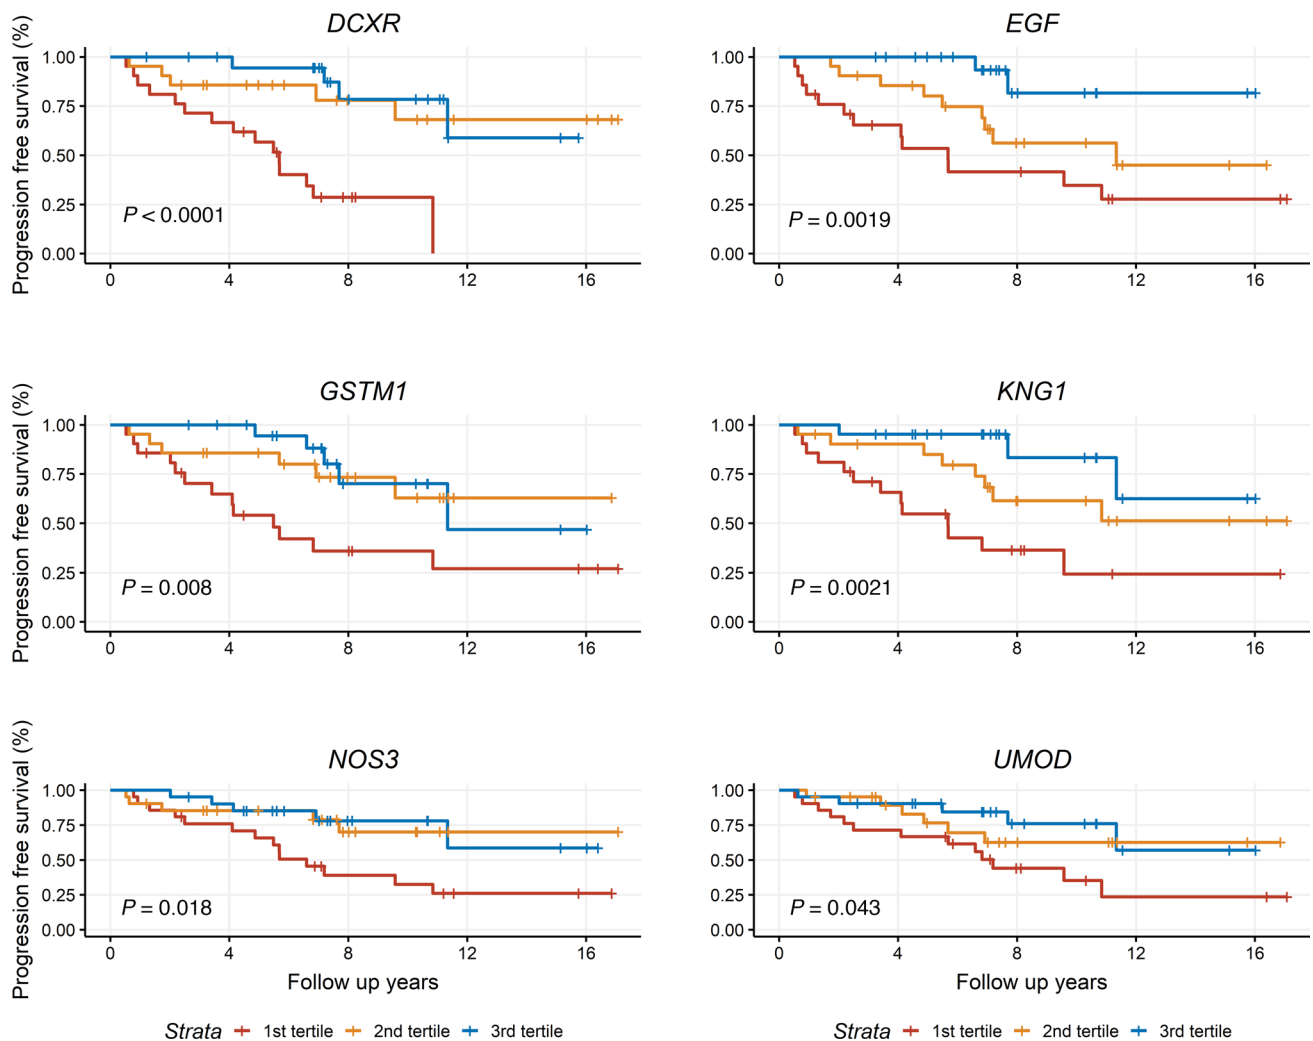 DCXR
Progression free survival (%)
1.00
0.75
0.50
0.25
0.00
P < 0.0001
0 4 8 12 16
EGF
1.00
0.75
0.50
0.25
0.00
P = 0.0019
0 4 8 12 16
GSTM1
Progression free survival (%)
1.00
0.75
0.50
0.25
0.00
P = 0.008
0 4 8 12 16
KNG1
1.00
0.75
0.50
0.25
0.00
P = 0.0021
0 4 8 12 16
NOS3
Progression free survival (%)
1.00
0.75
0.50
0.25
0.00
P = 0.018
0 4 8 12 16
Follow up years
Strata 1st tertile 2nd tertile 3rd tertile
UMOD
1.00
0.75
0.50
0.25
0.00
P = 0.043
0 4 8 12 16
Follow up years
Strata 1st tertile 2nd tertile 3rd tertile